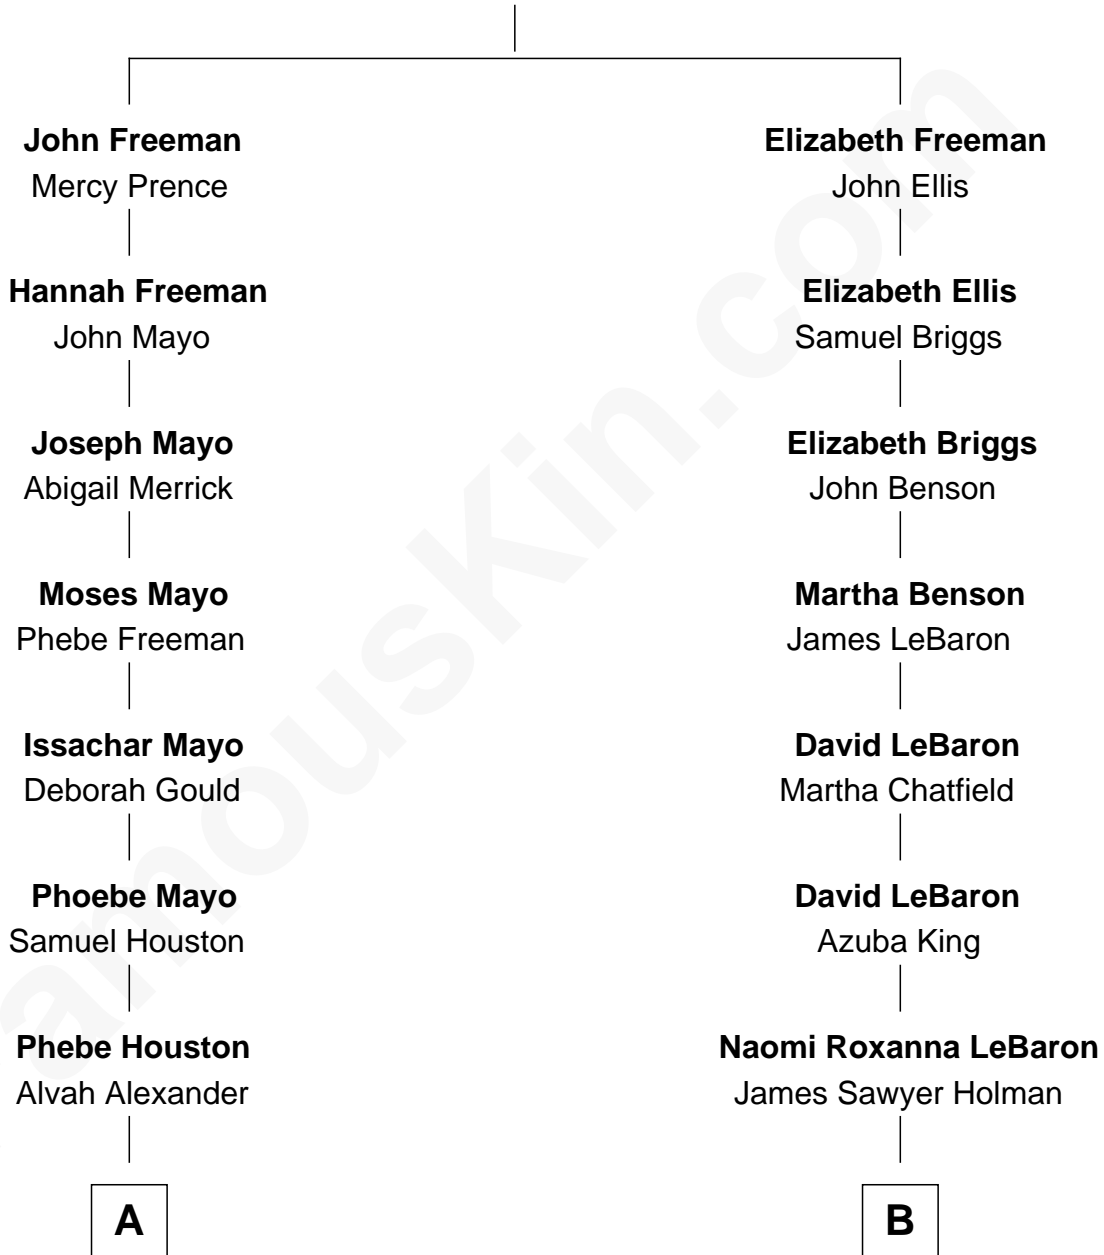 John Freeman
Mercy Prence
Hannah Freeman
John Mayo
Joseph Mayo
Abigail Merrick
Moses Mayo
Phebe Freeman
Issachar Mayo
Deborah Gould
Phoebe Mayo
Samuel Houston
Phebe Houston
Alvah Alexander
A
Elizabeth Freeman
John Ellis
Elizabeth Ellis
Samuel Briggs
Elizabeth Briggs
John Benson
Martha Benson
James LeBaron
David LeBaron
Martha Chatfield
David LeBaron
Azuba King
Naomi Roxanna LeBaron
James Sawyer Holman
B
amousKin.com